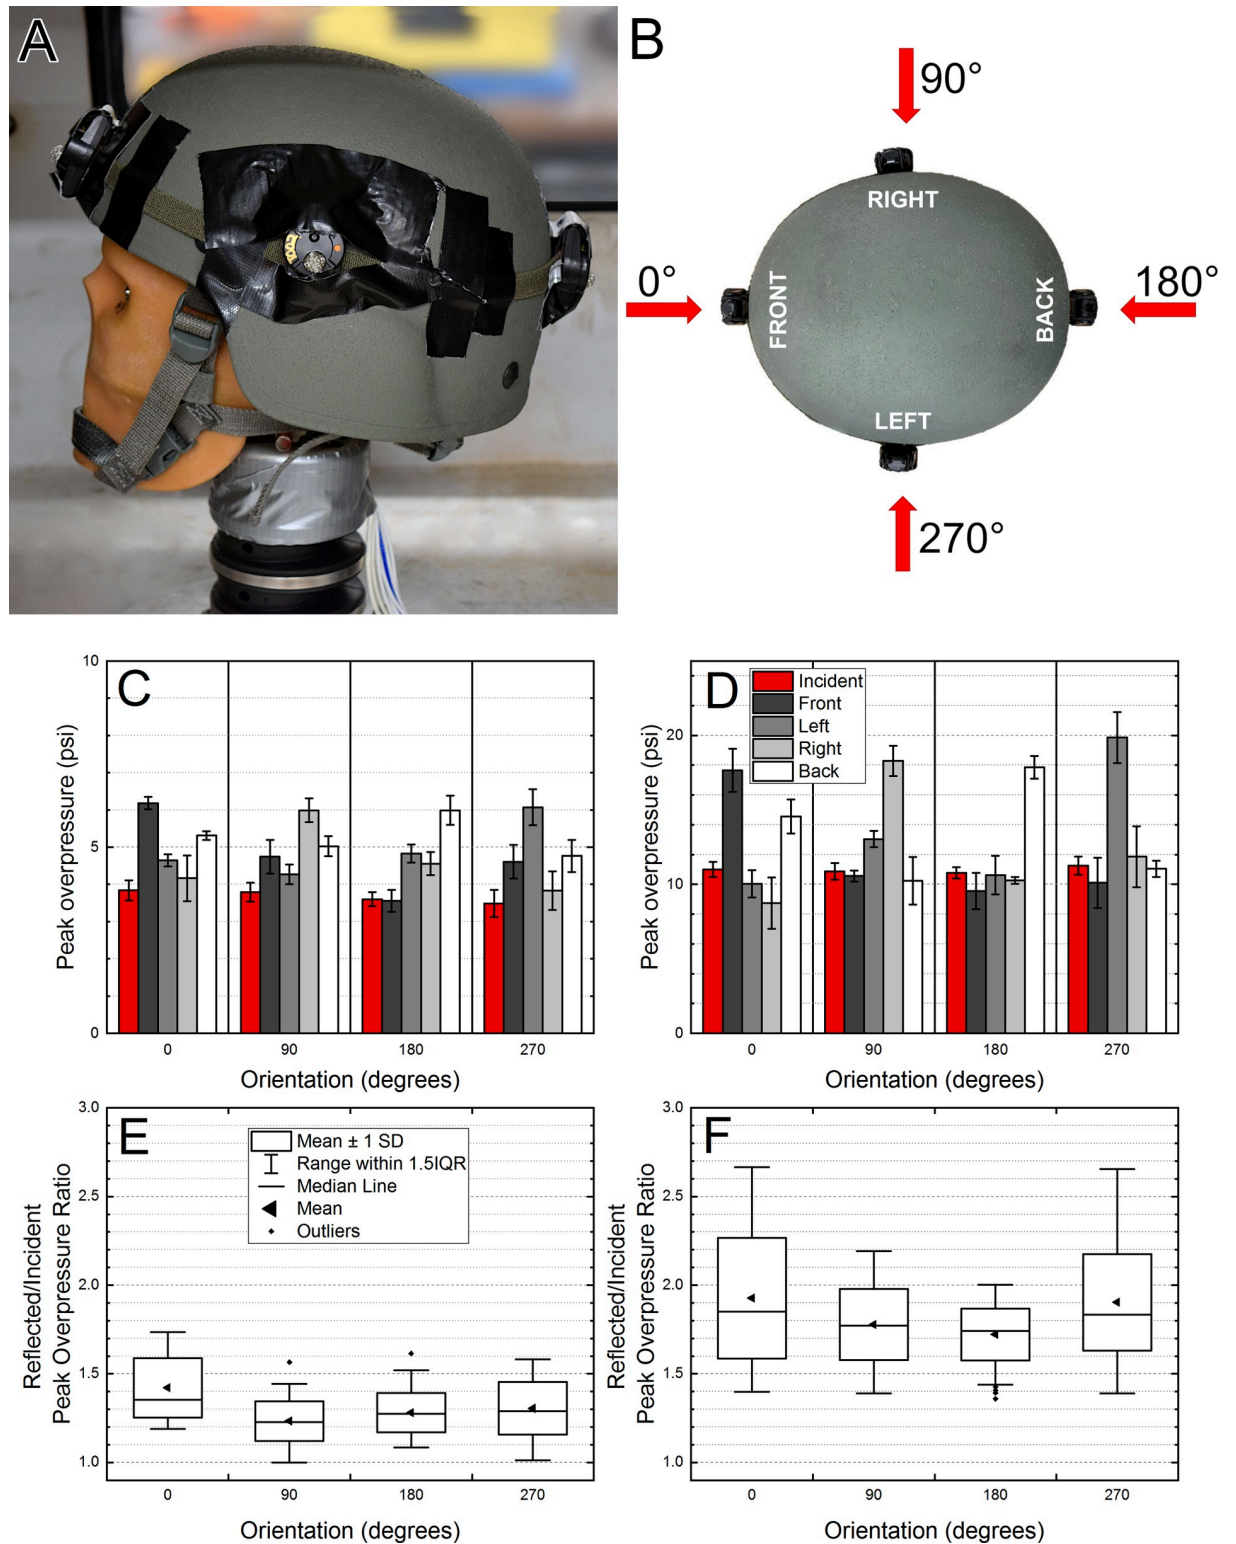 A
B
90°
RIGHT
0°
FRONT
BACK
180°
LEFT
270°
C
10
5
0
Peak overpressure (psi)
0 90 180 270
Orientation (degrees)
D
Incident
Front
Left
Right
Back
20
10
0
Peak overpressure (psi)
0 90 180 270
Orientation (degrees)
E
Mean ± 1 SD
Range within 1.5IQR
Median Line
Mean
Outliers
3.0
2.5
2.0
1.5
1.0
Reflected/Incident
Peak Overpressure Ratio
0 90 180 270
Orientation (degrees)
F
3.0
2.5
2.0
1.5
1.0
Reflected/Incident
Peak Overpressure Ratio
0 90 180 270
Orientation (degrees)